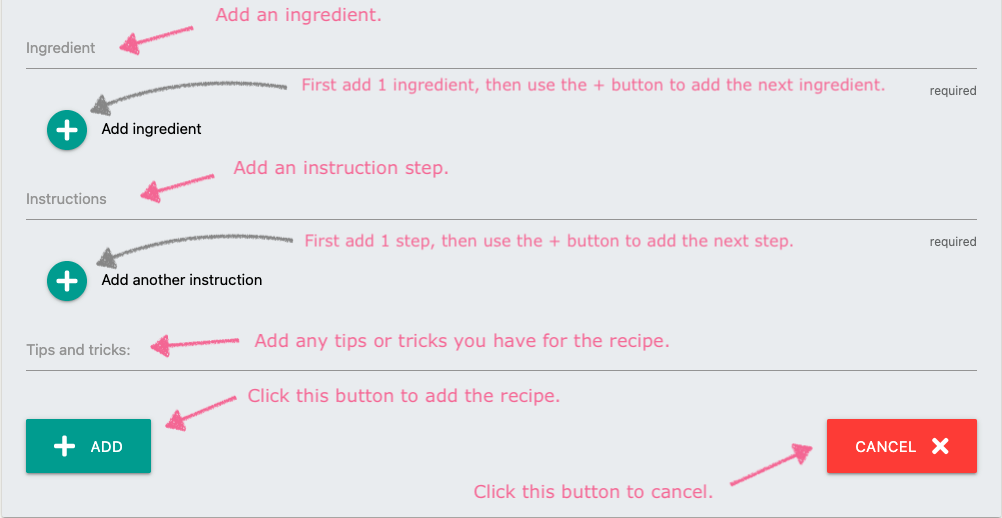 Add an ingredient.
Ingredient
First add 1 ingredient, then use the + button to add the next ingredient.
required
Add ingredient
Add an instruction step.
Instructions
First add 1 step, then use the + button to add the next step.
required
Add another instruction
Add any tips or tricks you have for the recipe.
Tips and tricks:
Click this button to add the recipe.
ADD
CANCEL
Click this button to cancel.